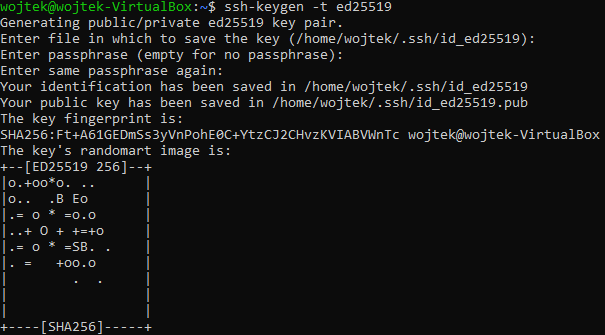 wojtek@wojtek-VirtualBox:~$ ssh-keygen -t ed25519
Generating public/private ed25519 key pair.
Enter file in which to save the key (/home/wojtek/.ssh/id_ed25519):
Enter passphrase (empty for no passphrase):
Enter same passphrase again:
Your identification has been saved in /home/wojtek/.ssh/id_ed25519
Your public key has been saved in /home/wojtek/.ssh/id_ed25519.pub
The key fingerprint is:
SHA256:Ft+A61GEDmSs3yVnPohE0C+YtzCJ2CHvzKVIABVWnTc wojtek@wojtek-VirtualBox
The key's randomart image is:
+--[ED25519 256]--+
|o.+oo*o. ..      |
|o..  .B Eo       |
|.= o * =o.o      |
|..+ O + +=+o     |
|.= o * =SB. .    |
|. =   +oo.o      |
|        .  .     |
|                 |
|                 |
+----[SHA256]-----+